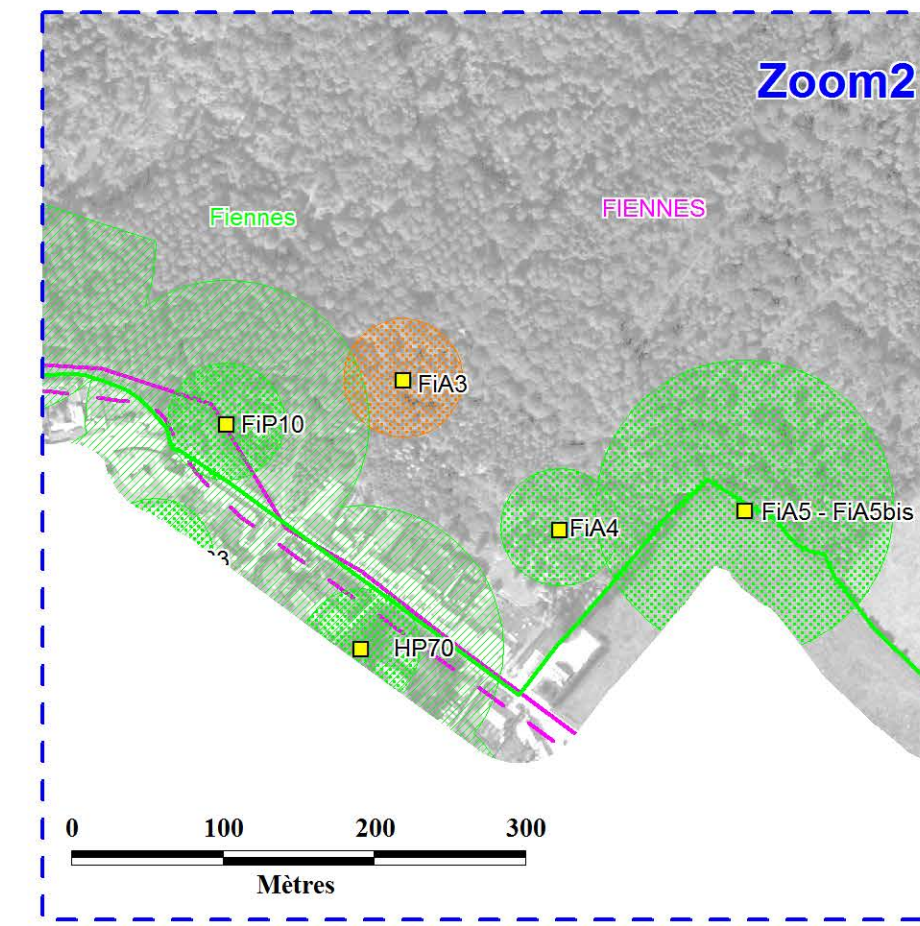 Zoom2
Fiennes
FIENNES
FiA3
FiP10
FiA5 - FiA5bis
FiA4
HP70
0 100 200 300
Mètres